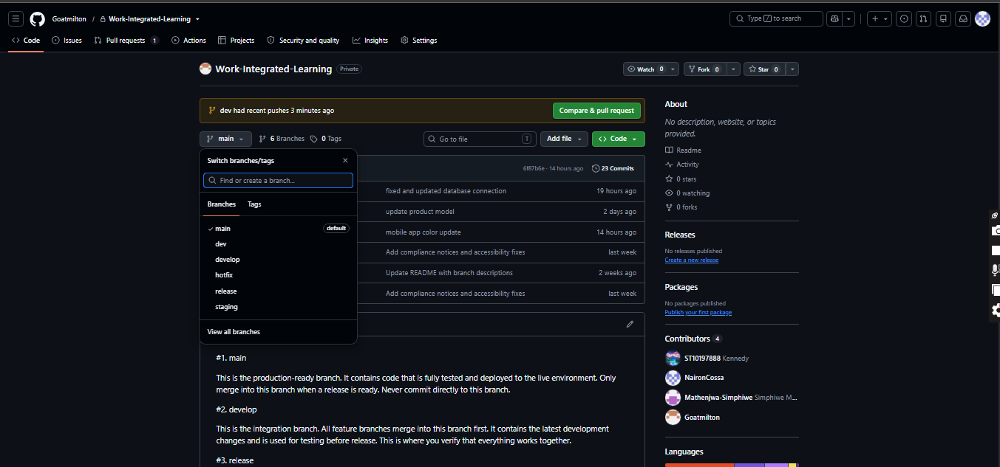 Goatmilton / Work-Integrated-Learning
Type / to search
Code
Issues
Pull requests 1
Actions
Projects
Security and quality
Insights
Settings
Work-Integrated-Learning Private
Watch 0
Fork 0
Star 0
dev had recent pushes 3 minutes ago
Compare & pull request
main
6 Branches
0 Tags
Go to file T
Add file
Code
Switch branches/tags
Find or create a branch...
Branches Tags
main default
dev
develop
hotfix
release
staging
View all branches
6f87b6e · 14 hours ago 23 Commits
fixed and updated database connection 19 hours ago
update product model 2 days ago
mobile app color update 14 hours ago
Add compliance notices and accessibility fixes last week
Update README with branch descriptions 2 weeks ago
Add compliance notices and accessibility fixes last week
#1. main
This is the production-ready branch. It contains code that is fully tested and deployed to the live environment. Only
merge into this branch when a release is ready. Never commit directly to this branch.
#2. develop
This is the integration branch. All feature branches merge into this branch first. It contains the latest development
changes and is used for testing before release. This is where you verify that everything works together.
#3. release
About
No description, website, or topics
provided.
Readme
Activity
0 stars
0 watching
0 forks
Releases
No releases published
Create a new release
Packages
No packages published
Publish your first package
Contributors 4
ST10197888 Kennedy
NaironCossa
Mathenjwa-Simphiwe Simphiwe M...
Goatmilton
Languages